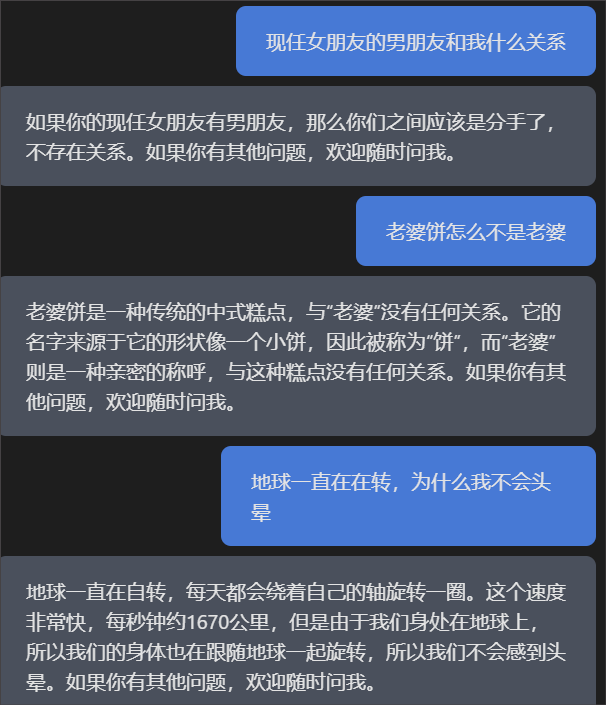 现任女朋友的男朋友和我什么关系
如果你的现任女朋友有男朋友，那么你们之间应该是分手了，
不存在关系。如果你有其他问题，欢迎随时问我。
老婆饼怎么不是老婆
老婆饼是一种传统的中式糕点，与"老婆"没有任何关系。它的
名字来源于它的形状像一个小饼，因此被称为"饼"，而"老婆"
则是一种亲密的称呼，与这种糕点没有任何关系。如果你有其
他问题，欢迎随时问我。
地球一直在在转，为什么我不会头
晕
地球一直在自转，每天都会绕着自己的轴旋转一圈。这个速度
非常快，每秒钟约1670公里，但是由于我们身处在地球上，
所以我们的身体也在跟随地球一起旋转，所以我们不会感到头
晕。如果你有其他问题，欢迎随时问我。